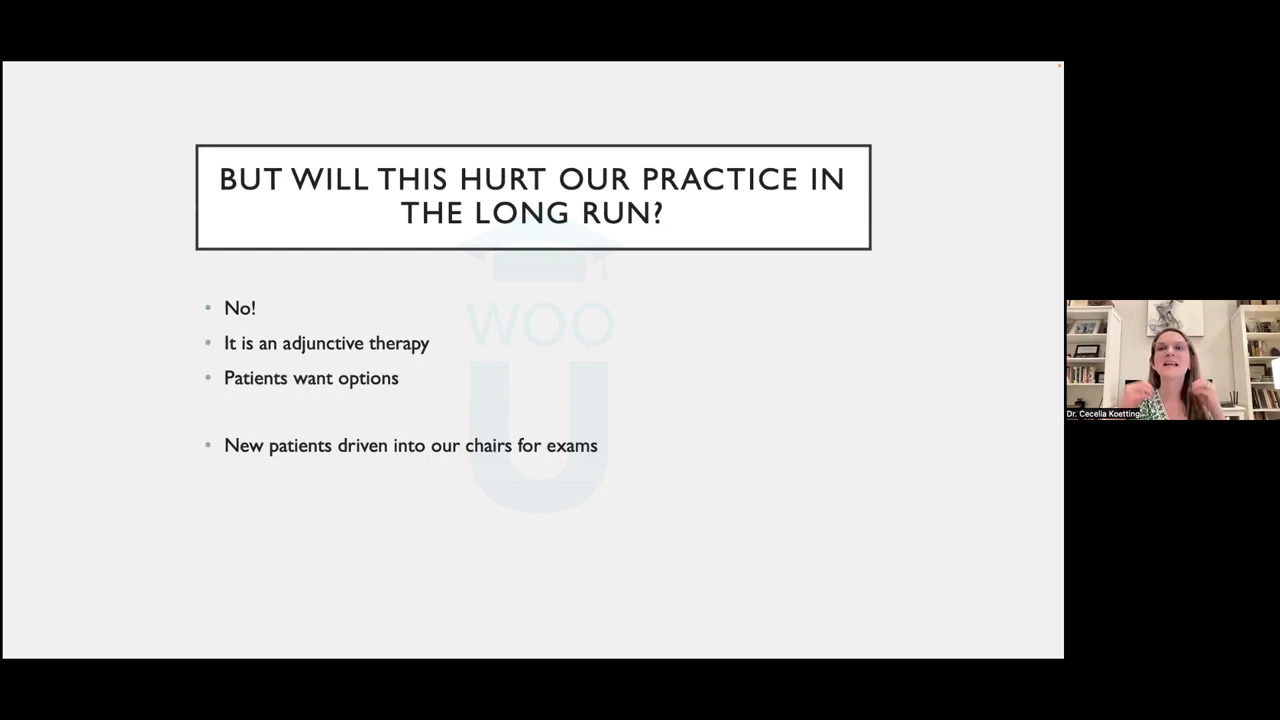 BUT WILL THIS HURT OUR PRACTICE IN
THE LONG RUN?
WOO
U
• No!
• It is an adjunctive therapy
• Patients want options
• New patients driven into our chairs for exams
Dr. Cecelia Koetting